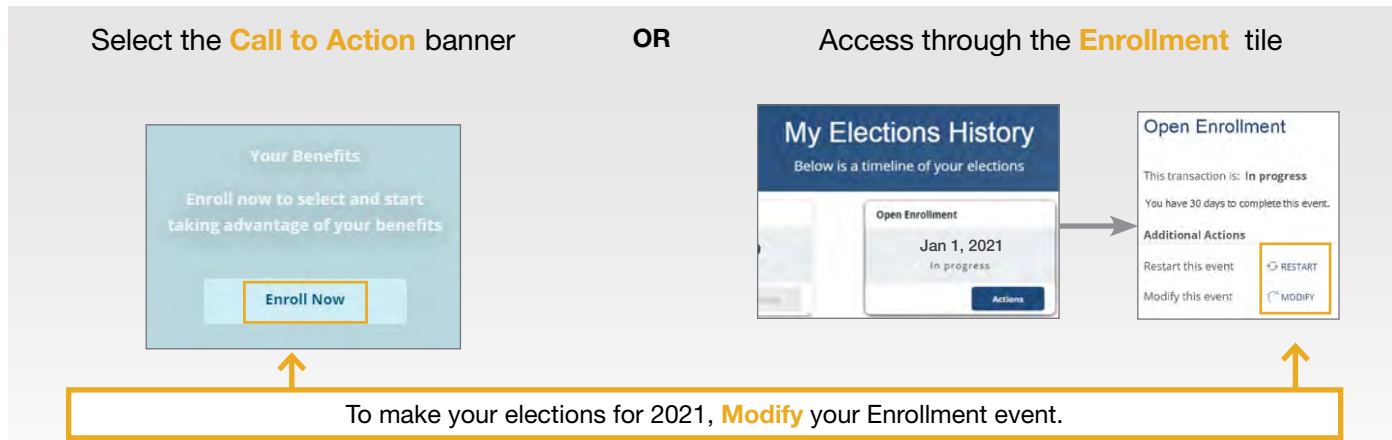 Select the Call to Action banner
OR
Access through the Enrollment tile
Your Benefits
Enroll now to select and start
taking advantage of your benefits
Enroll Now
My Elections History
Below is a timeline of your elections
Open Enrollment
Jan 1, 2021
In progress
Actions
Open Enrollment
This transaction is: In progress
You have 30 days to complete this event.
Additional Actions
Restart this event RESTART
Modify this event MODIFY
To make your elections for 2021, Modify your Enrollment event.